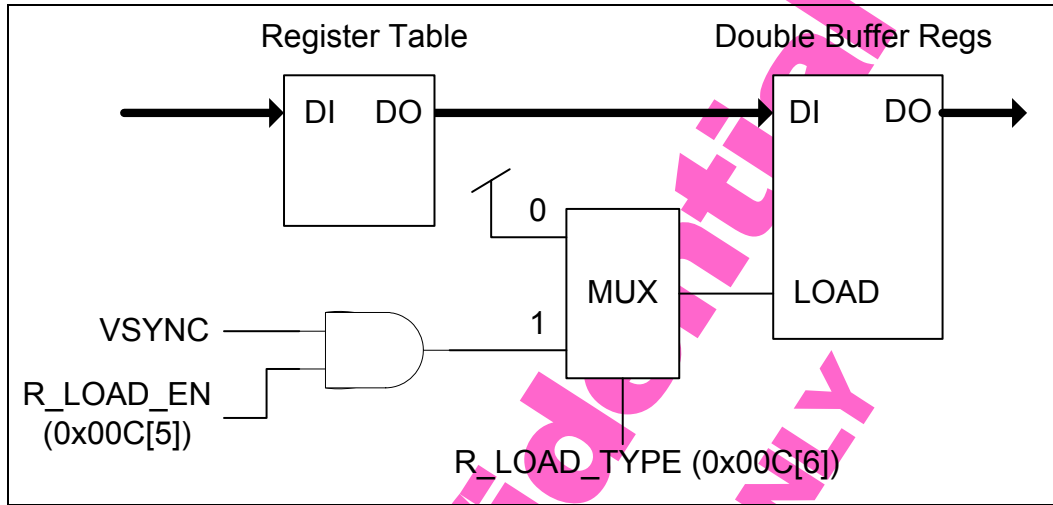 Register Table
Double Buffer Regs
DI DO
DI DO
0
MUX
LOAD
VSYNC
1
R_LOAD_EN
(0x00C[5])
R_LOAD_TYPE (0x00C[6])